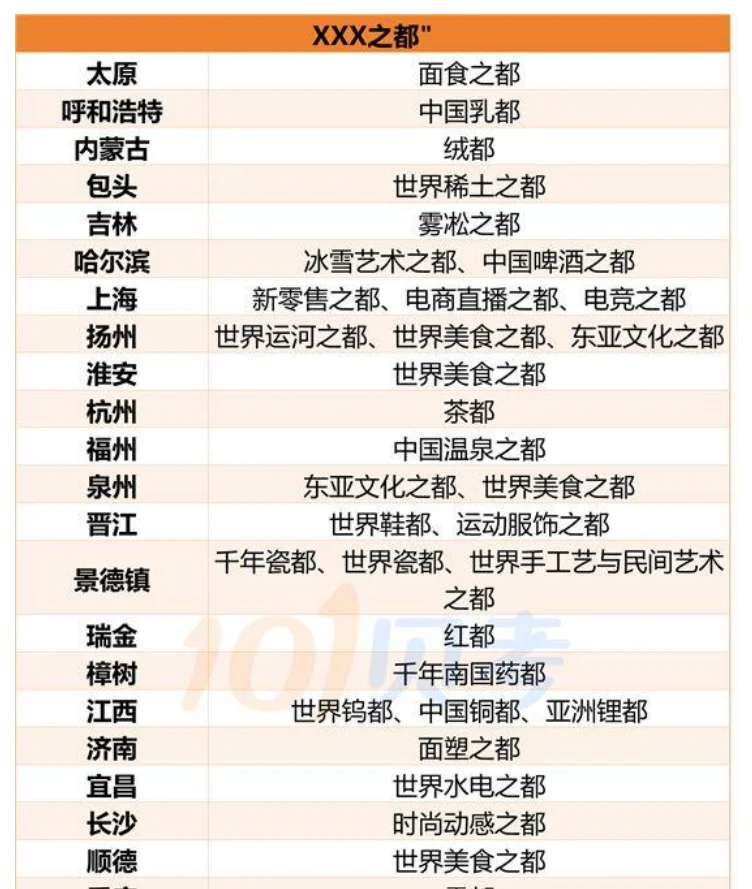 XXX之都"
太原 面食之都
呼和浩特 中国乳都
内蒙古 绒都
包头 世界稀土之都
吉林 雾凇之都
哈尔滨 冰雪艺术之都、中国啤酒之都
上海 新零售之都、电商直播之都、电竞之都
扬州 世界运河之都、世界美食之都、东亚文化之都
淮安 世界美食之都
杭州 茶都
福州 中国温泉之都
泉州 东亚文化之都、世界美食之都
晋江 世界鞋都、运动服饰之都
景德镇 千年瓷都、世界瓷都、世界手工艺与民间艺术
之都
瑞金 红都
樟树 千年南国药都
江西 世界钨都、中国铜都、亚洲锂都
济南 面塑之都
宜昌 世界水电之都
长沙 时尚动感之都
顺德 世界美食之都
101贝考